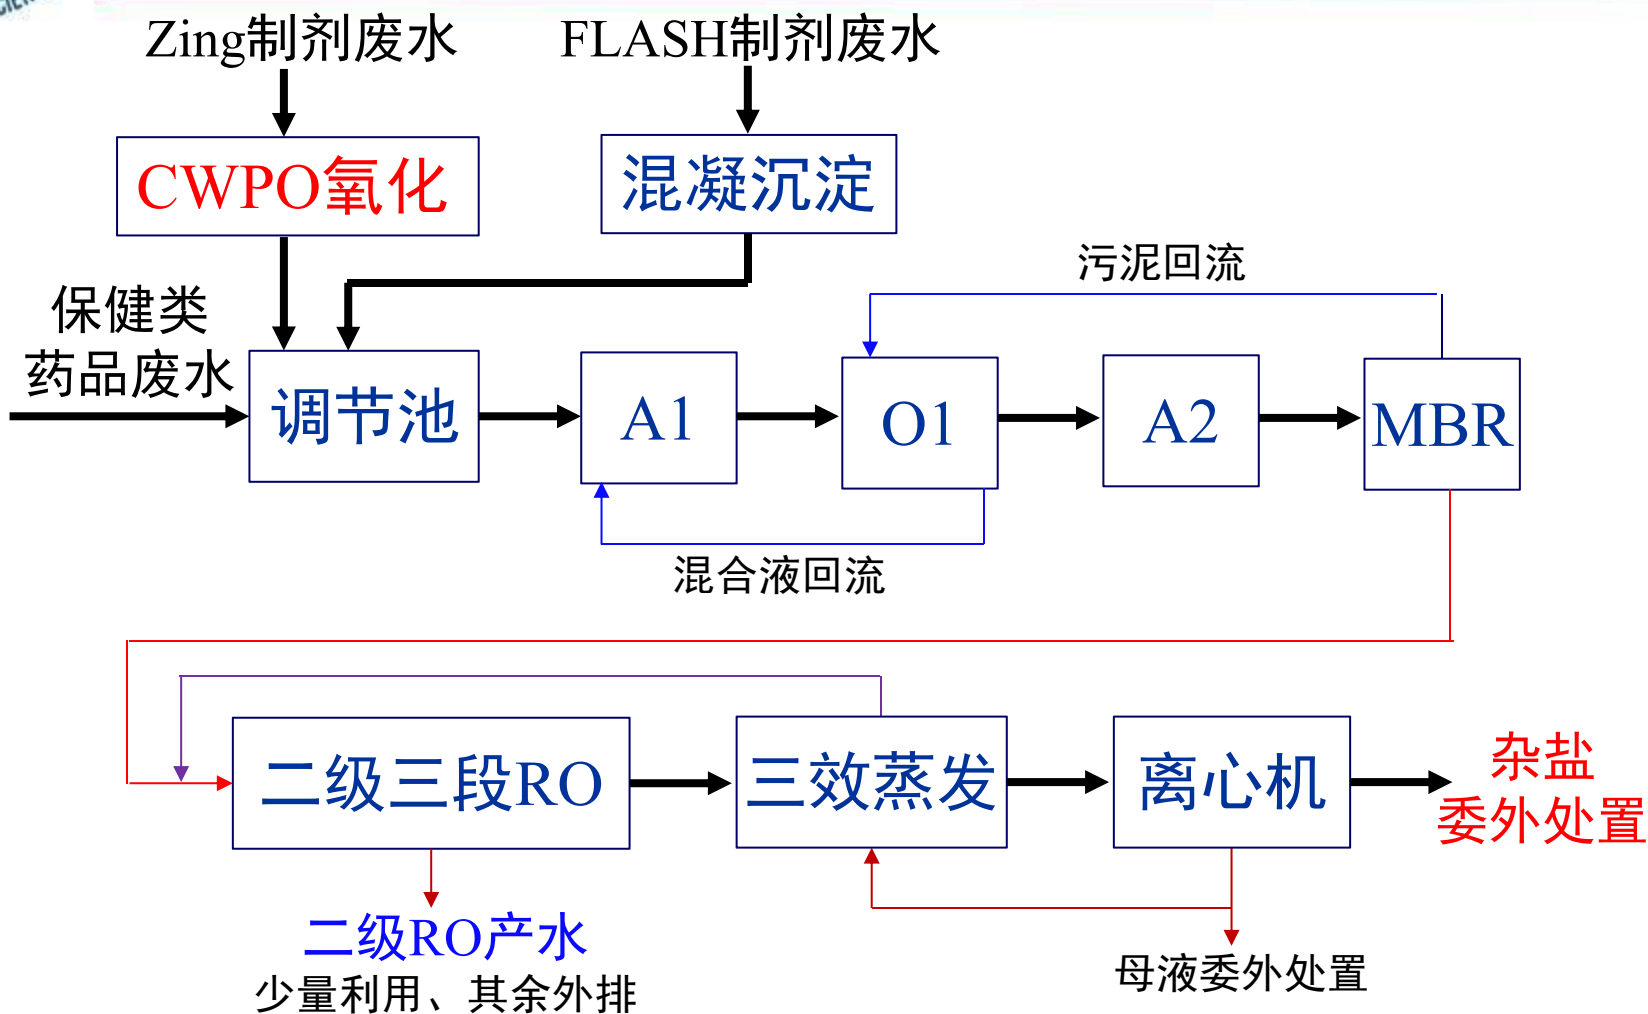 Zing制剂废水
FLASH制剂废水
CWPO氧化
混凝沉淀
污泥回流
保健类
药品废水
调节池
A1
O1
A2
MBR
混合液回流
二级三段RO
三效蒸发
离心机
杂盐
委外处置
二级RO产水
少量利用、其余外排
母液委外处置